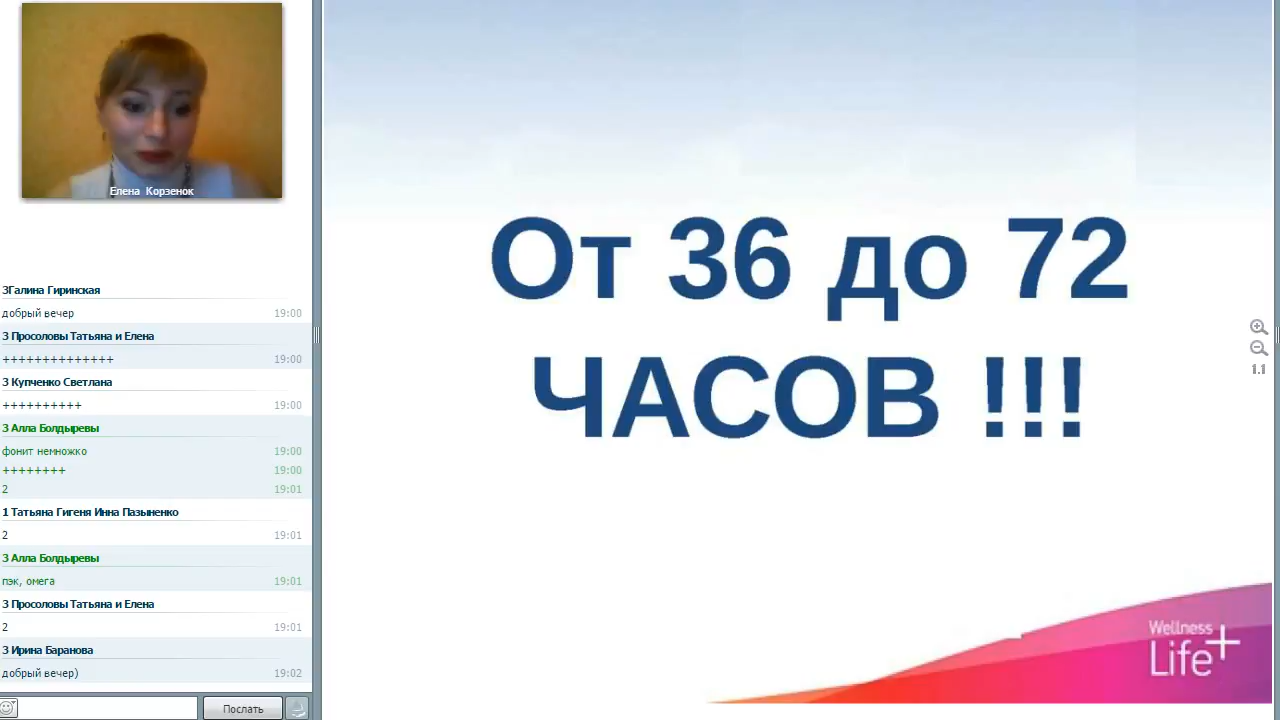 Елена Корзенок
3Галина Гиринская
добрый вечер 19:00
3 Просоловы Татьяна и Елена
++++++++++++++ 19:00
3 Купченко Светлана
++++++++++ 19:00
3 Алла Болдыревы
фонит немножко 19:00
++++++++ 19:00
2 19:01
1 Татьяна Гигеня Инна Пазыненко
2 19:01
3 Алла Болдыревы
пэк, омега 19:01
3 Просоловы Татьяна и Елена
2 19:01
3 Ирина Баранова
добрый вечер) 19:02
Послать
От 36 до 72
ЧАСОВ !!!
1.1
Wellness
Life+